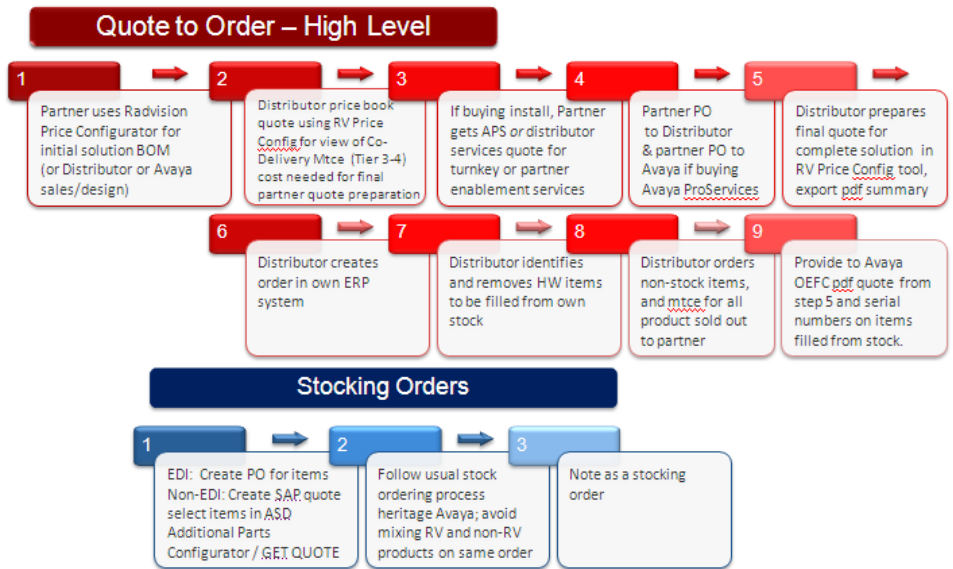 Quote to Order – High Level
1
Partner uses Radvision
Price Configurator for
initial solution BOM
(or Distributor or Avaya
sales/design)
2
Distributor price book
quote using RV Price
Config for view of Co-
Delivery Mtce (Tier 3-4)
cost needed for final
partner quote preparation
3
If buying install, Partner
gets APS or distributor
services quote for
turnkey or partner
enablement services
4
Partner PO
to Distributor
& partner PO to
Avaya if buying
Avaya ProServices
5
Distributor prepares
final quote for
complete solution in
RV Price Config tool,
export pdf summary
6
Distributor creates
order in own ERP
system
7
Distributor identifies
and removes HW items
to be filled from own
stock
8
Distributor orders
non-stock items,
and mtce for all
product sold out
to partner
9
Provide to Avaya
OEFC pdf quote from
step 5 and serial
numbers on items
filled from stock.
Stocking Orders
1
EDI: Create PO for items
Non-EDI: Create SAP quote
select items in ASD
Additional Parts
Configurator / GET QUOTE
2
Follow usual stock
ordering process
heritage Avaya; avoid
mixing RV and non-RV
products on same order
3
Note as a stocking
order